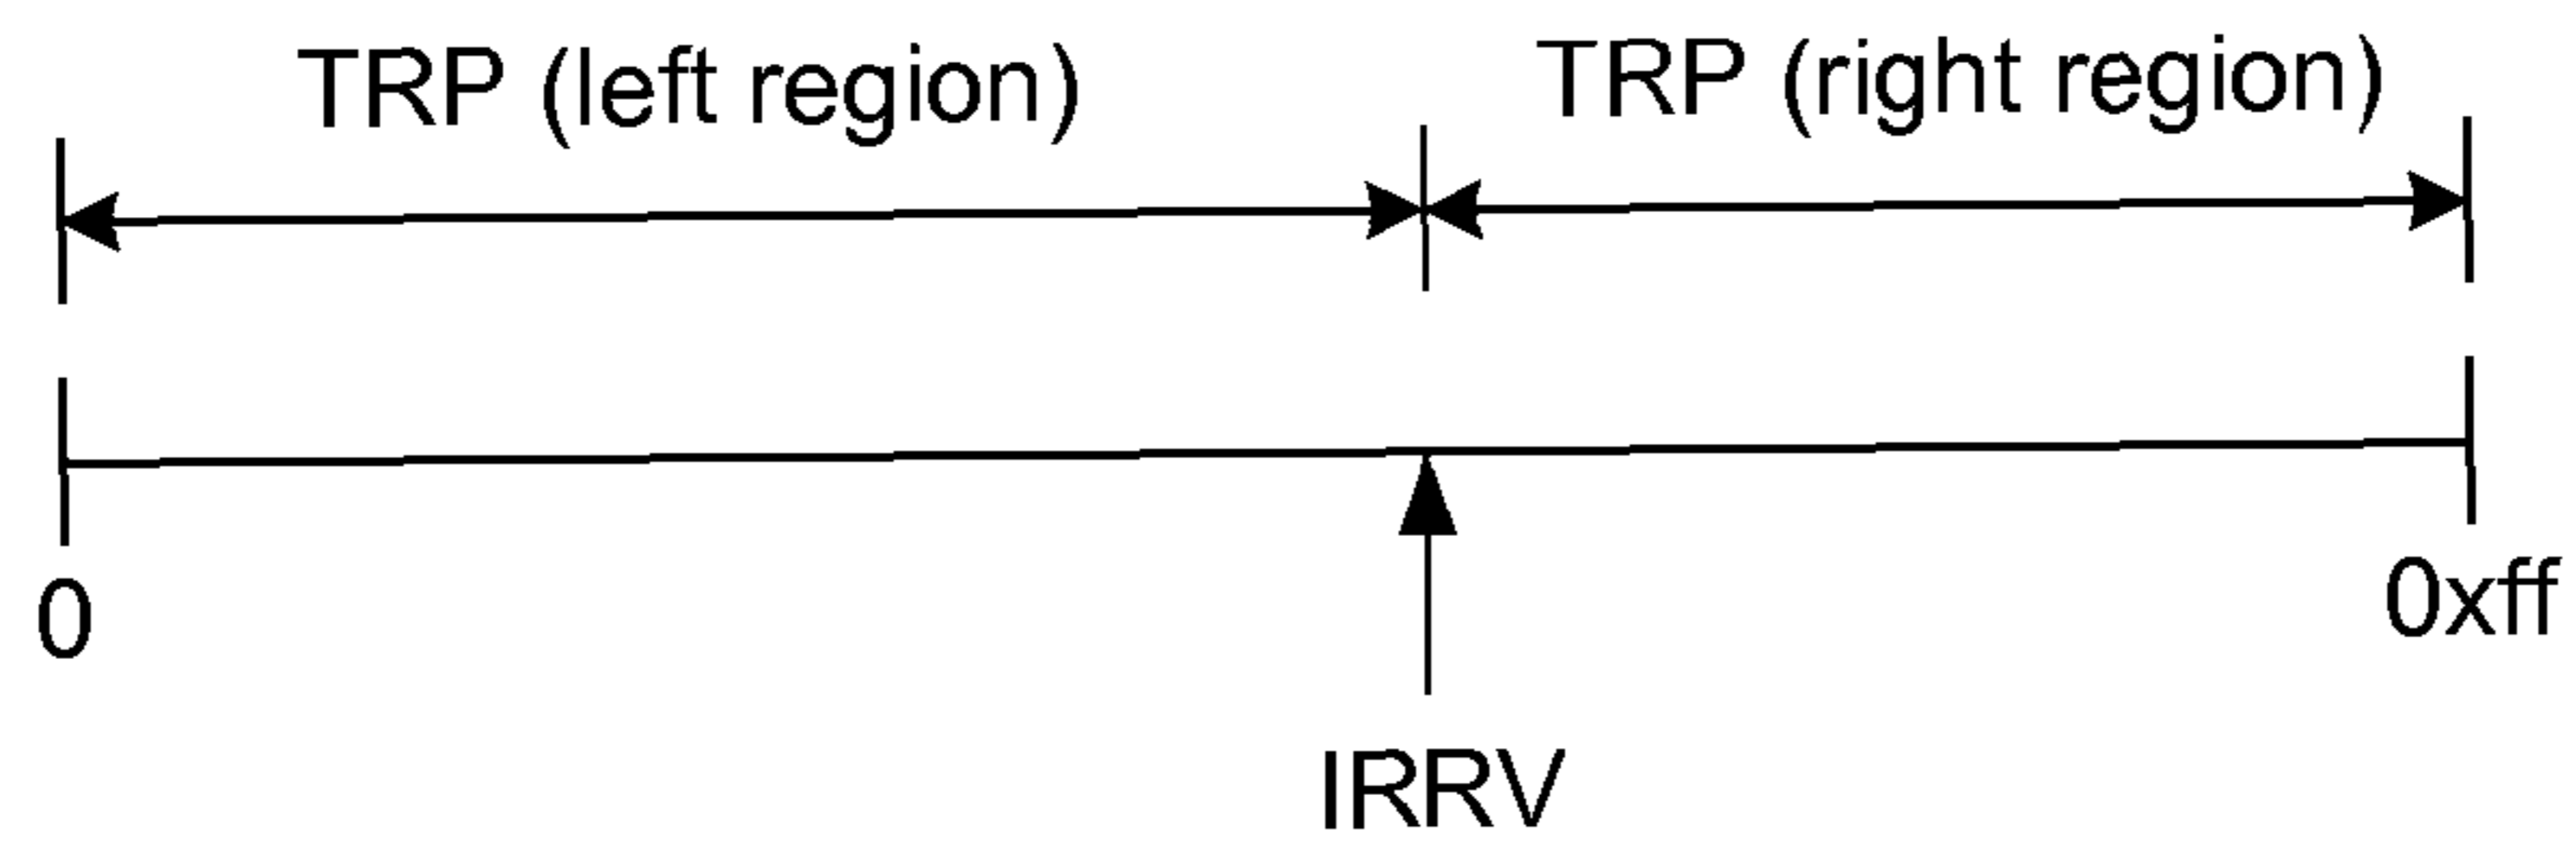 TRP (left region) TRP (right region)
0 0xff
IRRV